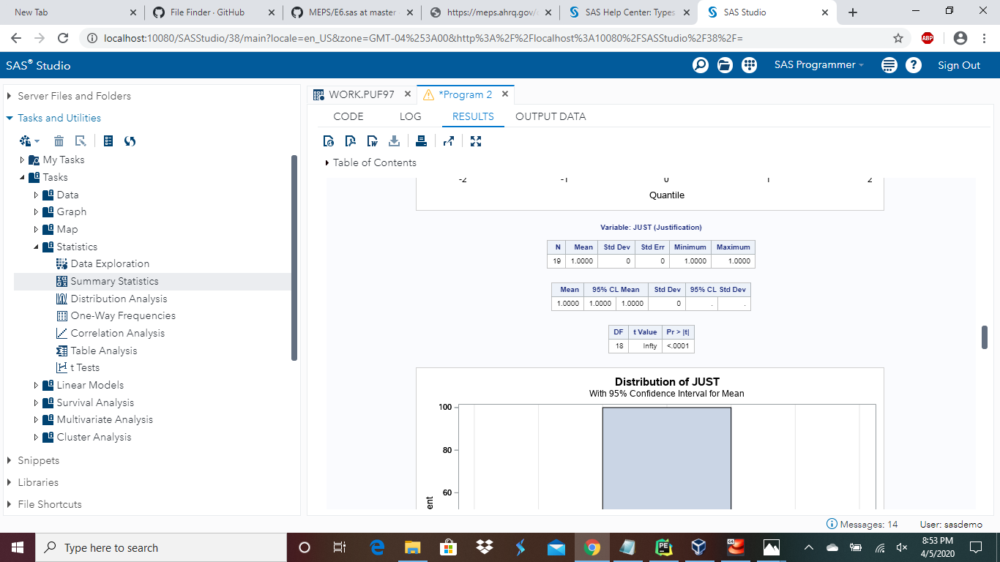 New Tab
File Finder · GitHub
MEPS/E6.sas at master
https://meps.ahrq.gov/
SAS Help Center: Types
SAS Studio
localhost:10080/SASStudio/38/main?locale=en_US&zone=GMT-04%253A00&http%3A%2F%2Flocalhost%3A10080%2FSASStudio%2F38%2F=
ABP
SAS® Studio
SAS Programmer
Sign Out
Server Files and Folders
Tasks and Utilities
My Tasks
Tasks
Data
Graph
Map
Statistics
Data Exploration
Summary Statistics
Distribution Analysis
One-Way Frequencies
Correlation Analysis
Table Analysis
t Tests
Linear Models
Survival Analysis
Multivariate Analysis
Cluster Analysis
Snippets
Libraries
File Shortcuts
WORK.PUF97
*Program 2
CODE LOG RESULTS OUTPUT DATA
Table of Contents
-2 -1 0 1 2
Quantile
Variable: JUST (Justification)
N Mean Std Dev Std Err Minimum Maximum
19 1.0000 0 0 1.0000 1.0000
Mean 95% CL Mean Std Dev 95% CL Std Dev
1.0000 1.0000 1.0000 0 . .
DF t Value Pr > |t|
18 Infty <.0001
Distribution of JUST
With 95% Confidence Interval for Mean
100
80
60
ent
Messages: 14
User: sasdemo
Type here to search
8:53 PM
4/5/2020